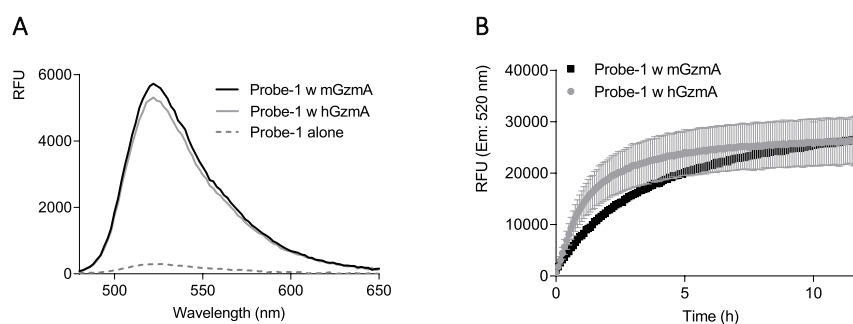 A
RFU
6000
4000
2000
0
500
550
600
650
Wavelength (nm)
Probe-1 w mGzmA
Probe-1 w hGzmA
Probe-1 alone
B
RFU (Em: 520 nm)
40000
30000
20000
10000
0
0
5
10
Time (h)
Probe-1 w mGzmA
Probe-1 w hGzmA